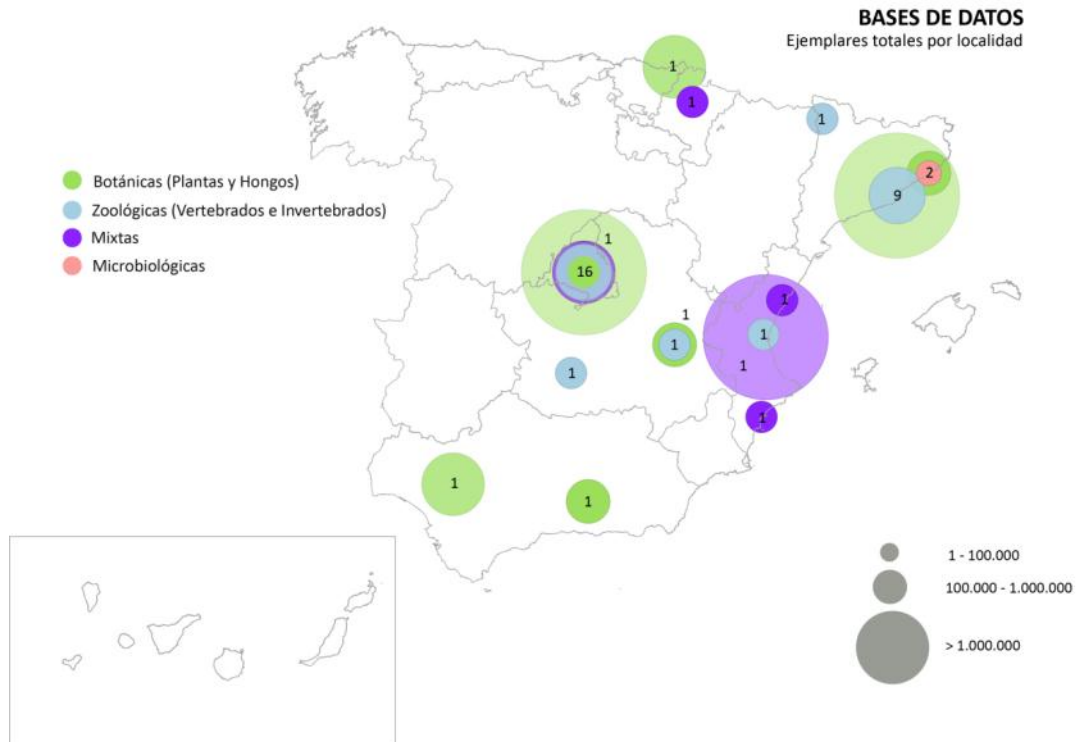 BASES DE DATOS
Ejemplares totales por localidad
1
1
1
2
9
Botánicas (Plantas y Hongos)
Zoológicas (Vertebrados e Invertebrados)
Mixtas
Microbiológicas
1
16
1
1
1
1
1
1
1
1
1
1
1 - 100.000
100.000 - 1.000.000
> 1.000.000